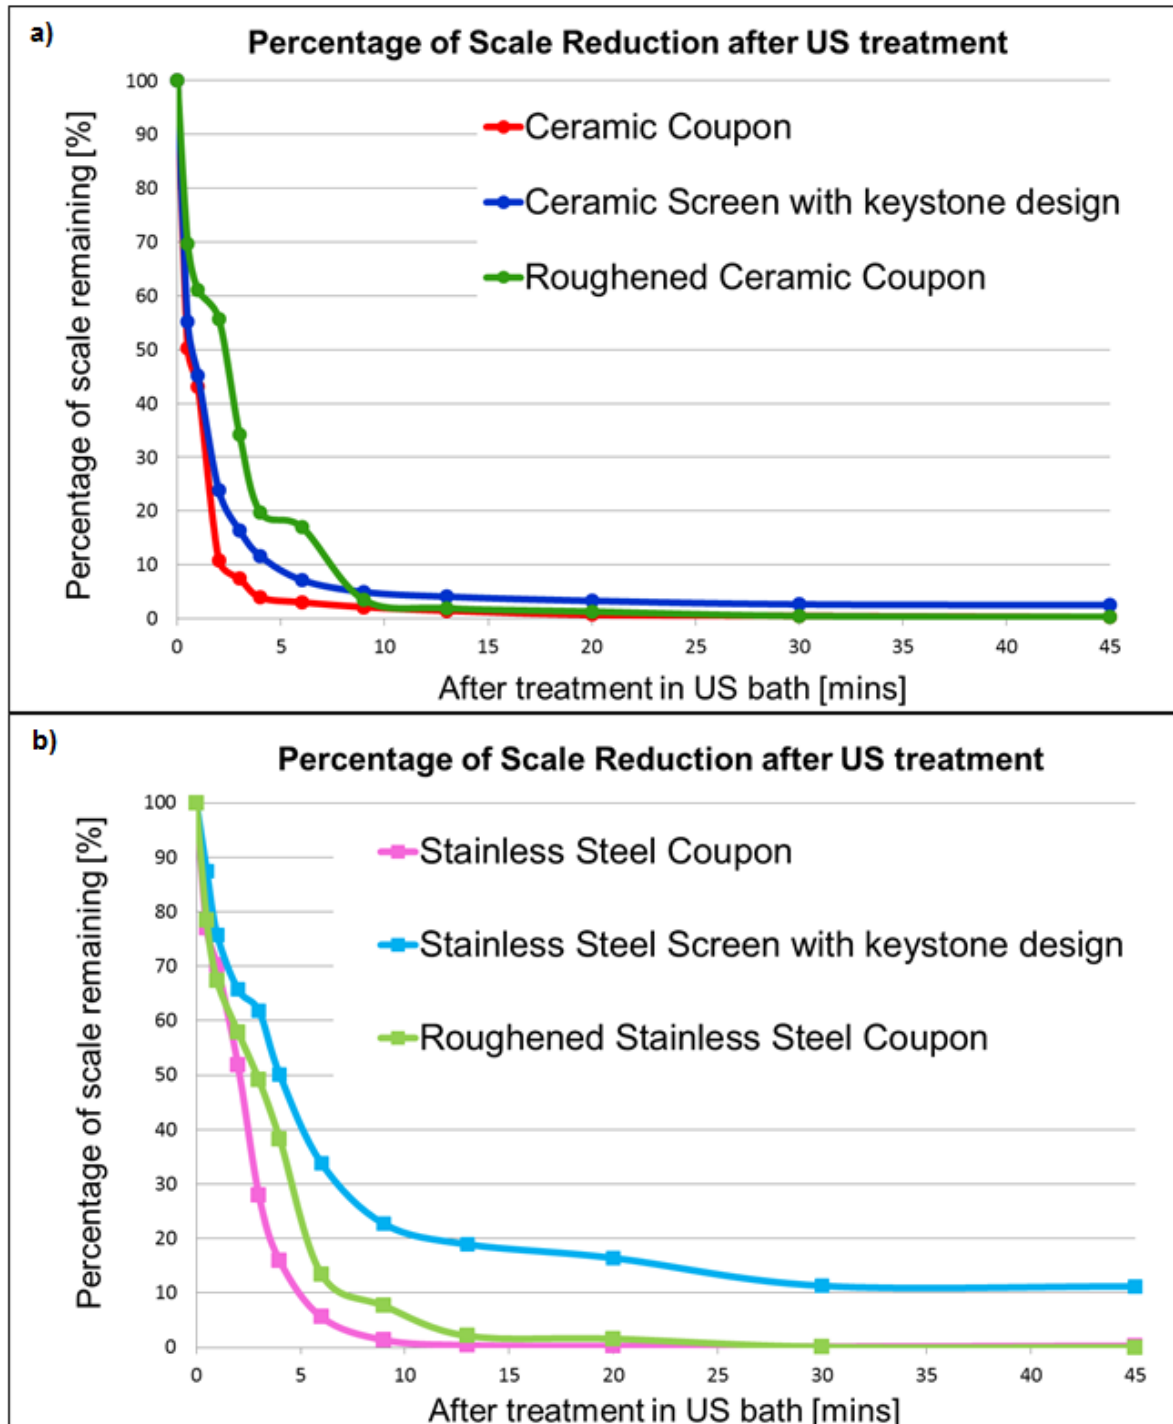 a)
Percentage of Scale Reduction after US treatment
Percentage of scale remaining [%]
100
90
80
70
60
50
40
30
20
10
0
Ceramic Coupon
Ceramic Screen with keystone design
Roughened Ceramic Coupon
0 5 10 15 20 25 30 35 40 45
After treatment in US bath [mins]
b)
Percentage of Scale Reduction after US treatment
Percentage of scale remaining [%]
100
90
80
70
60
50
40
30
20
10
0
Stainless Steel Coupon
Stainless Steel Screen with keystone design
Roughened Stainless Steel Coupon
0 5 10 15 20 25 30 35 40 45
After treatment in US bath [mins]